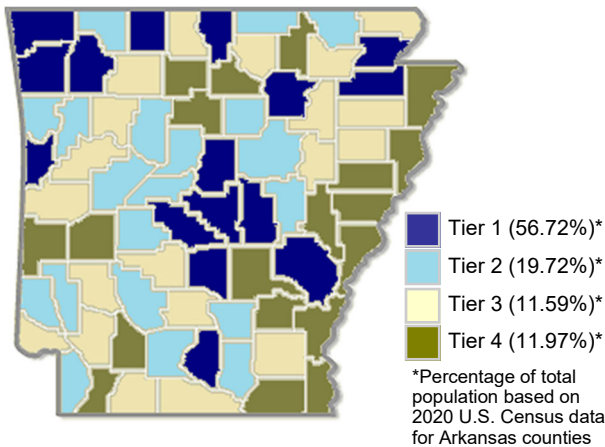 Tier 1 (56.72%)*
Tier 2 (19.72%)*
Tier 3 (11.59%)*
Tier 4 (11.97%)*
*Percentage of total
population based on
2020 U.S. Census data
for Arkansas counties